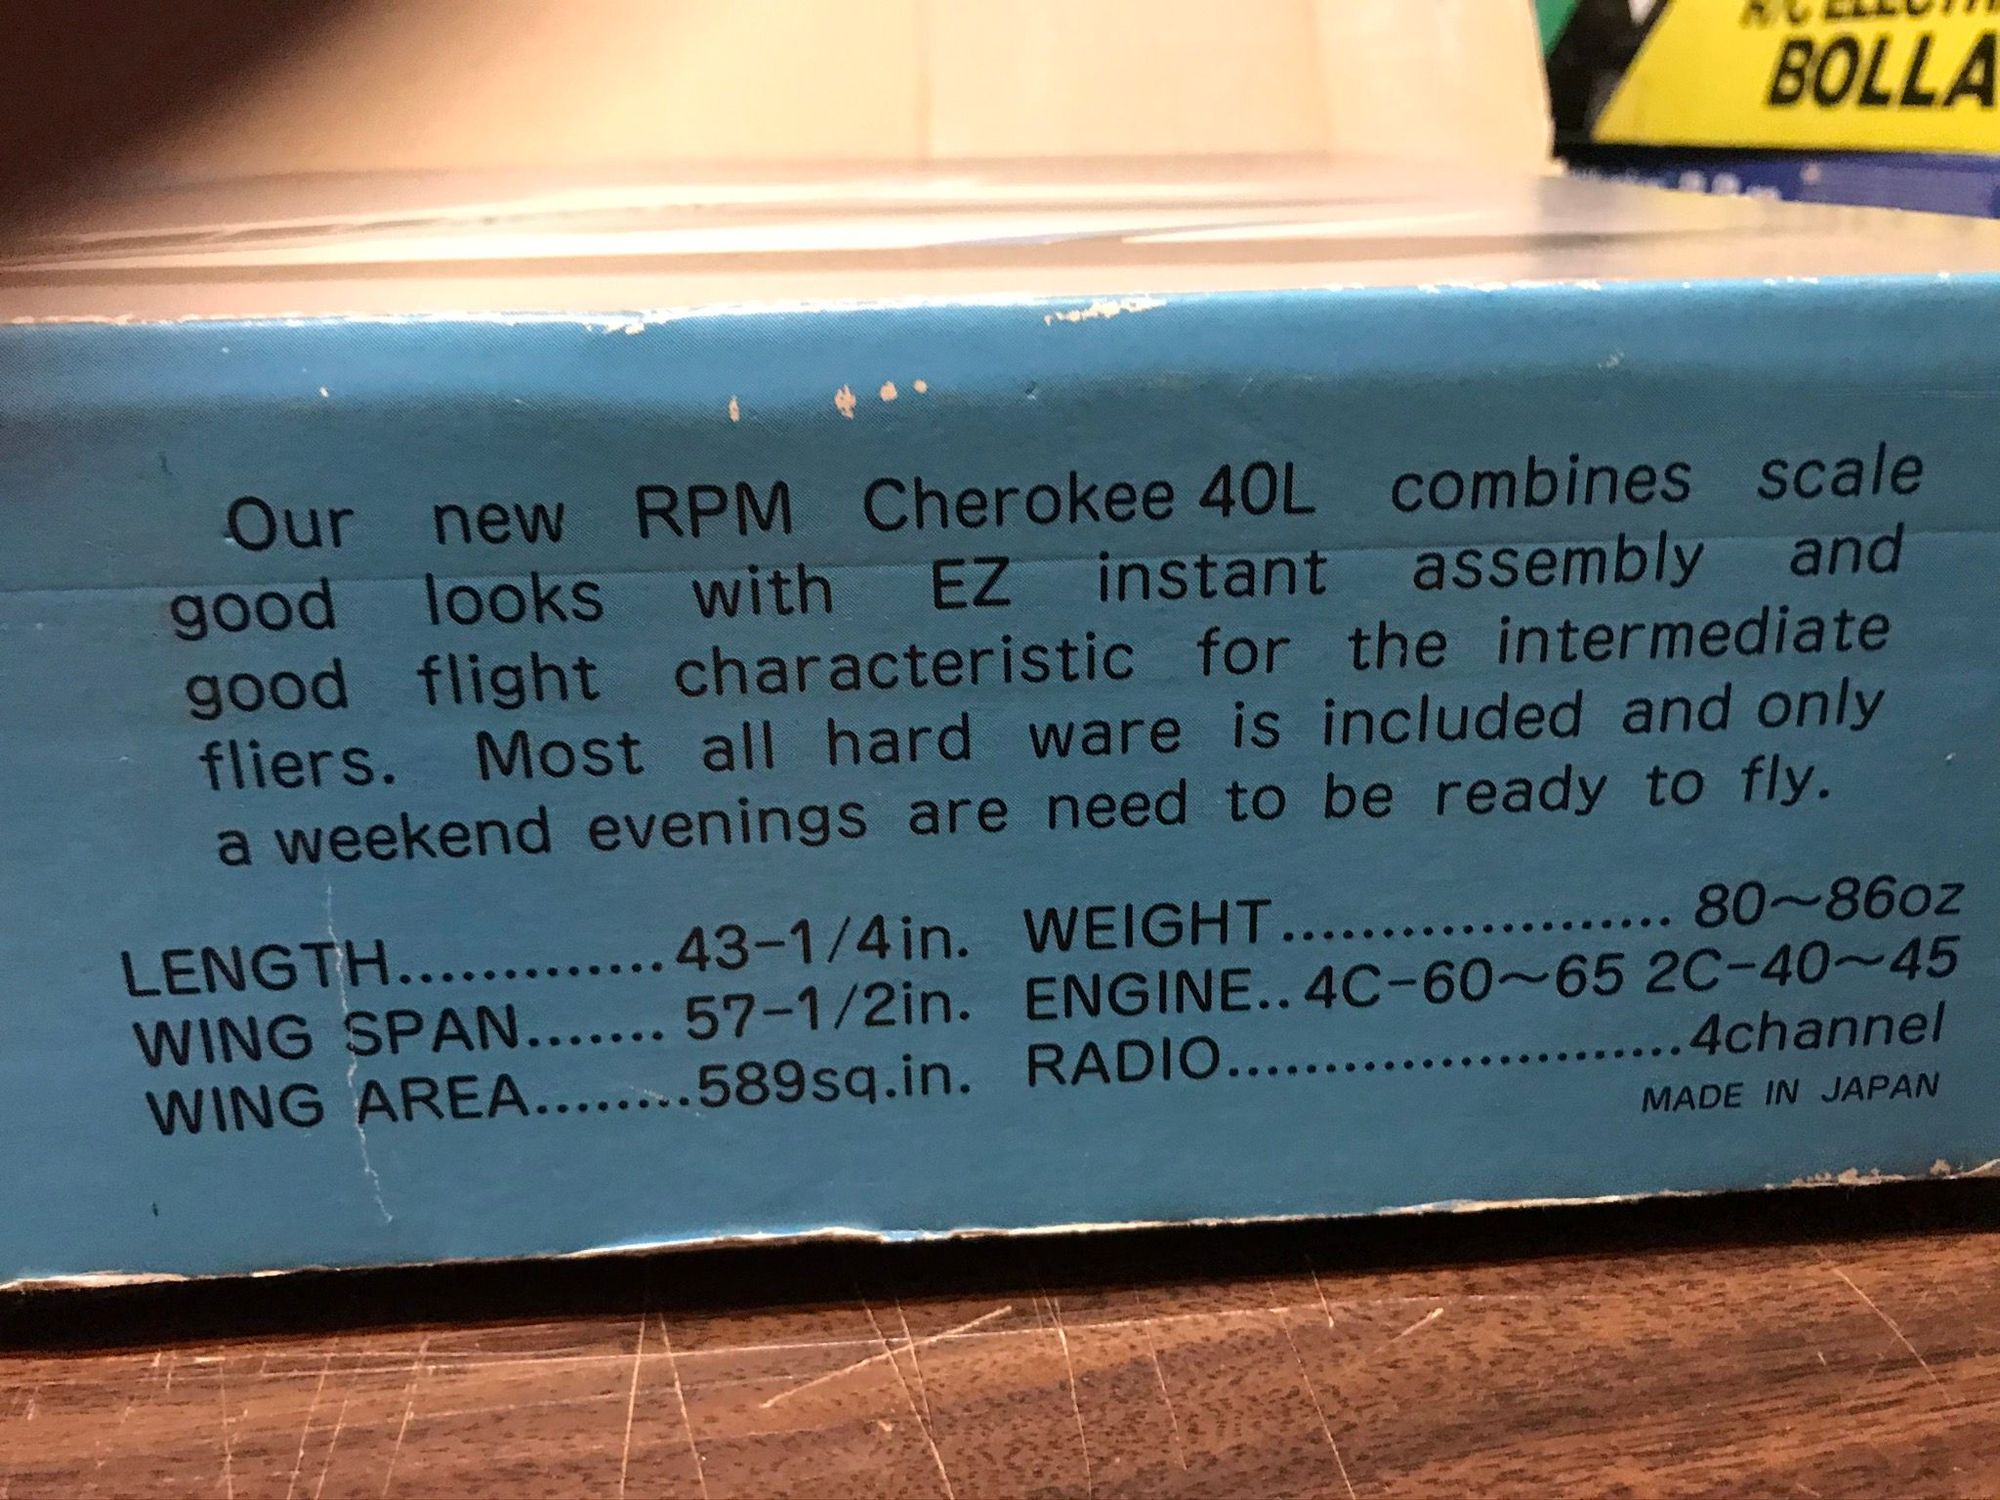 BOLLA
Our new RPM Cherokee 40L combines scale
good looks with EZ instant assembly and
good flight characteristic for the intermediate
fliers. Most all hard ware is included and only
a weekend evenings are need to be ready to fly.
LENGTH.............43-1/4in. WEIGHT.................... 80~86oz
WING SPAN....... 57-1/2in. ENGINE..4C-60~65 2C-40~45
WING AREA........589sq.in. RADIO.......................4channel
MADE IN JAPAN